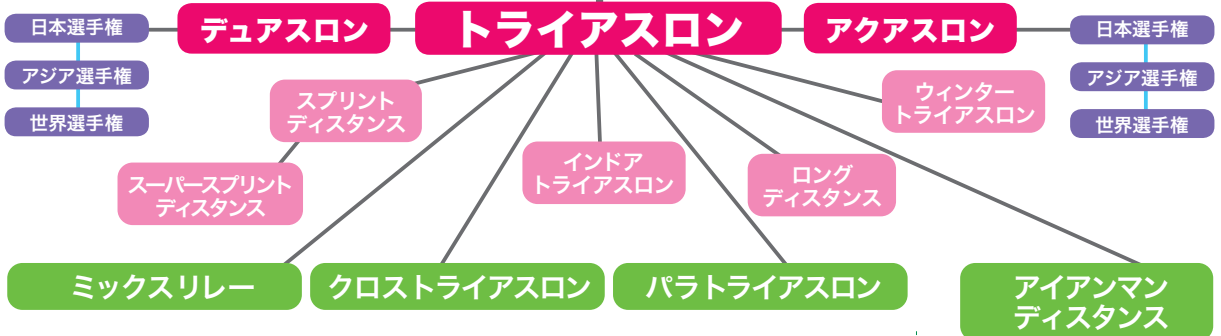 日本選手権
デュアスロン
トライアスロン
アクアスロン
日本選手権
アジア選手権
世界選手権
アジア選手権
世界選手権
スプリント
ディスタンス
ウィンター
トライアスロン
スーパースプリント
ディスタンス
インドア
トライアスロン
ロング
ディスタンス
ミックスリレー
クロストライアスロン
パラトライアスロン
アイアンマン
ディスタンス